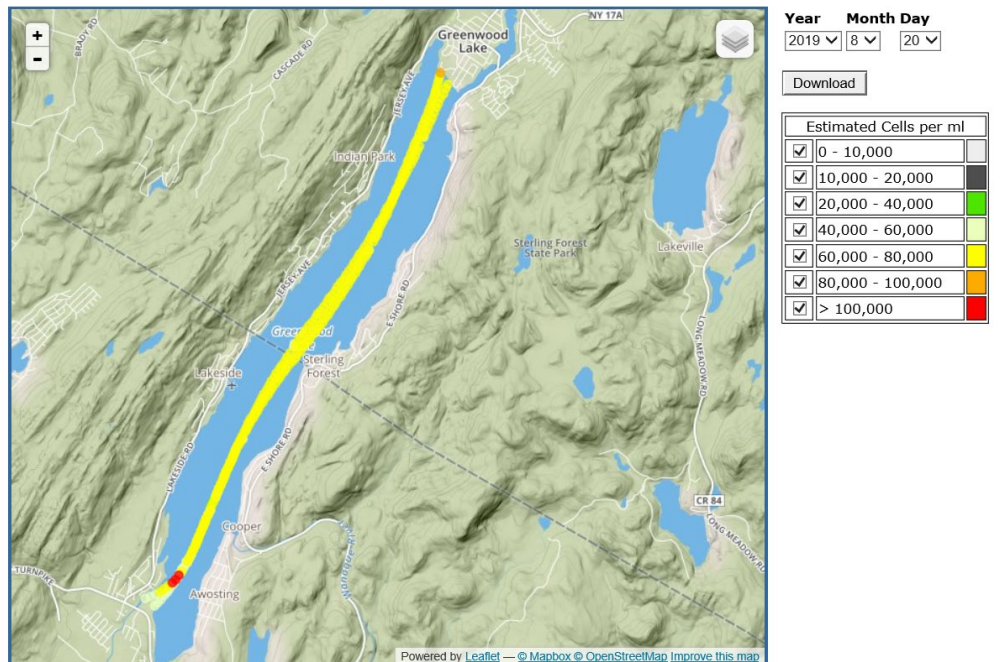 NY 17A
Greenwood
Lake
BRADY RD
CASCADE RD
JERSEY AVE
Indian Park
Sterling Forest
State Park
Lakeville
JERSEY AVE
E SHORE RD
Sterling
Forest
Lakeside
LONG MEADOW RD
LAKESIDE RD
E SHORE RD
CR 84
LONG MEADOW RD
Cooper
TURNPIKE
Awosting
+
-
Powered by Leaflet — © Mapbox © OpenStreetMap Improve this map
Year Month Day
2019 8 20
Download
Estimated Cells per ml
0 - 10,000
10,000 - 20,000
20,000 - 40,000
40,000 - 60,000
60,000 - 80,000
80,000 - 100,000
> 100,000